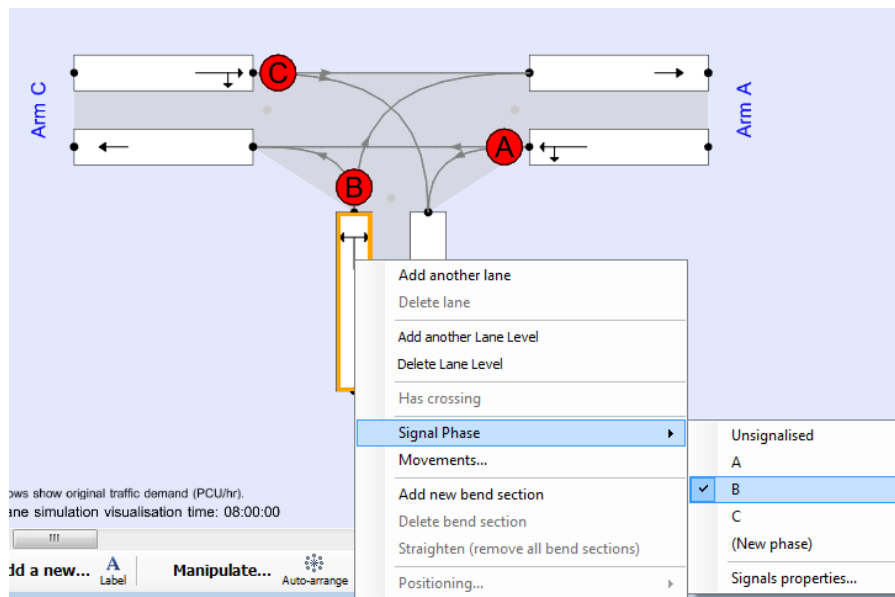 C
Arm C
Arm A
A
B
Add another lane
Delete lane
Add another Lane Level
Delete Lane Level
Has crossing
Signal Phase
Unsignalised
Movements...
A
Add new bend section
B
Delete bend section
C
Straighten (remove all bend sections)
(New phase)
Positioning...
Signals properties...
ows show original traffic demand (PCU/hr).
ane simulation visualisation time: 08:00:00
dd a new...
A
Label
Manipulate...
Auto-arrange